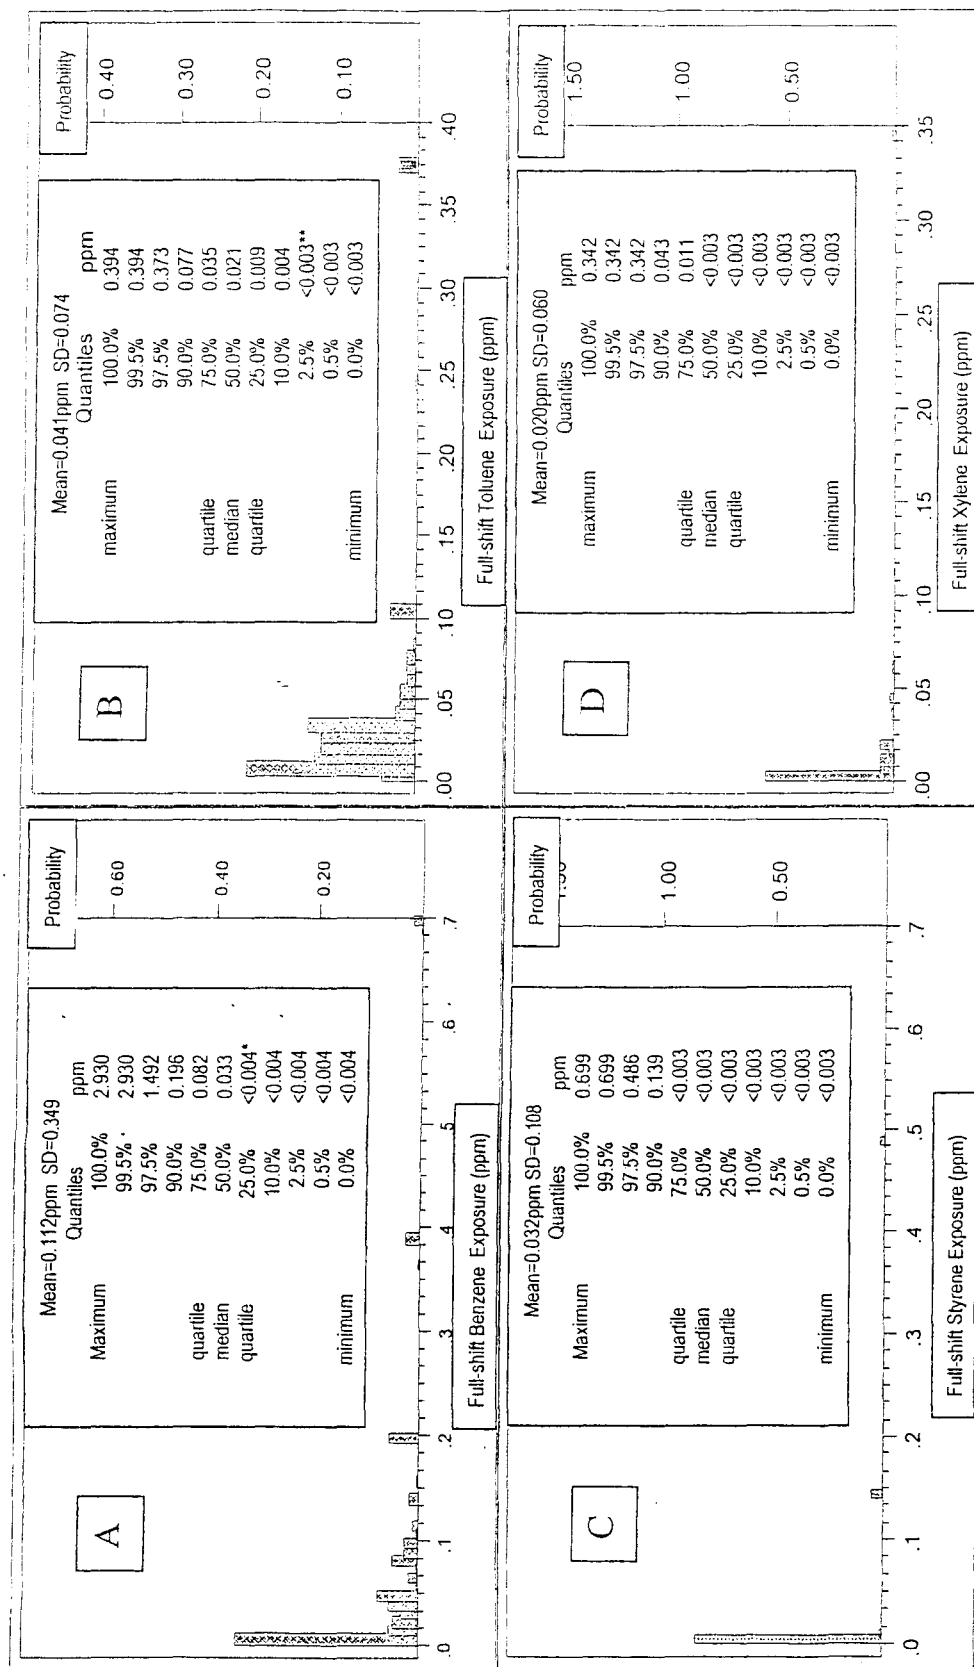 A
Mean=0.112ppm SD=0.349
Quantiles ppm
Maximum 100.0% 2.930
99.5% 2.930
97.5% 1.492
90.0% 0.196
quartile 75.0% 0.082
median 50.0% 0.033
quartile 25.0% <0.004*
10.0% <0.004
2.5% <0.004
0.5% <0.004
minimum 0.0% <0.004
Probability
0.60
0.40
0.20
.0 .1 .2 .3 .4 .5 .6 .7
Full-shift Benzene Exposure (ppm)
B
Mean=0.041ppm SD=0.074
Quantiles ppm
maximum 100.0% 0.394
99.5% 0.394
97.5% 0.373
90.0% 0.077
quartile 75.0% 0.035
median 50.0% 0.021
quartile 25.0% 0.009
10.0% 0.004
2.5% <0.003**
0.5% <0.003
minimum 0.0% <0.003
Probability
0.40
0.30
0.20
0.10
.00 .05 .10 .15 .20 .25 .30 .35 .40
Full-shift Toluene Exposure (ppm)
C
Mean=0.032ppm SD=0.108
Quantiles ppm
Maximum 100.0% 0.699
99.5% 0.699
97.5% 0.486
90.0% 0.139
quartile 75.0% <0.003
median 50.0% <0.003
quartile 25.0% <0.003
10.0% <0.003
2.5% <0.003
0.5% <0.003
minimum 0.0% <0.003
Probability
1.00
0.50
.0 .1 .2 .3 .4 .5 .6 .7
Full-shift Styrene Exposure (ppm)
D
Mean=0.020ppm SD=0.060
Quantiles ppm
maximum 100.0% 0.342
99.5% 0.342
97.5% 0.342
90.0% 0.043
quartile 75.0% 0.011
median 50.0% <0.003
quartile 25.0% <0.003
10.0% <0.003
2.5% <0.003
0.5% <0.003
minimum 0.0% <0.003
Probability
1.50
1.00
0.50
.00 .05 .10 .15 .20 .25 .30 .35
Full-shift Xylene Exposure (ppm)